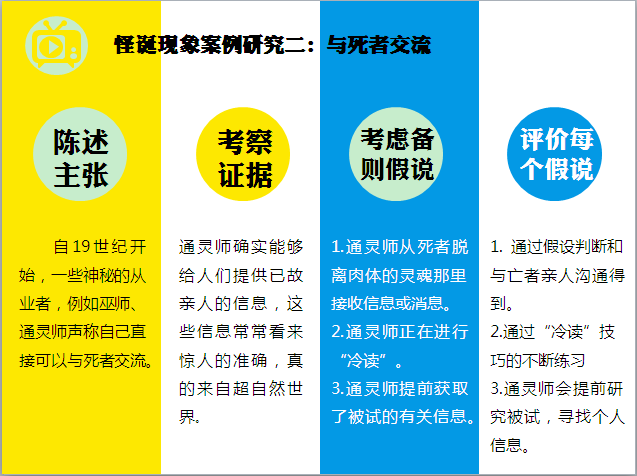 怪诞现象案例研究二：与死者交流
陈述
主张
自19世纪开
始，一些神秘的从
业者，例如巫师、
通灵师声称自己直
接可以与死者交流。
考察
证据
通灵师确实能够
给人们提供已故
亲人的信息，这
些信息常常看来
惊人的准确，真
的来自超自然世
界。
考虑备
则假说
1.通灵师从死者脱
离肉体的灵魂那里
接收信息或消息。
2.通灵师正在进行
“冷读”。
3.通灵师提前获取
了被试的有关信息。
评价每
个假说
1. 通过假设判断和
与亡者亲人沟通得
到。
2.通过“冷读”技
巧的不断练习
3.通灵师会提前研
究被试，寻找个人
信息。